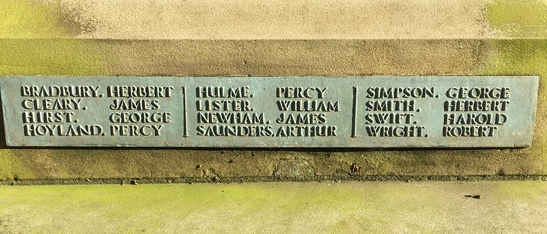 BRADBURY. HERBERT
CLEARY. JAMES
HIRST. GEORGE
HOYLAND. PERCY
HULME. PERCY
LISTER. WILLIAM
NEWHAM. JAMES
SAUNDERS. ARTHUR
SIMPSON. GEORGE
SMITH. HERBERT
SWIFT. HAROLD
WRIGHT. ROBERT